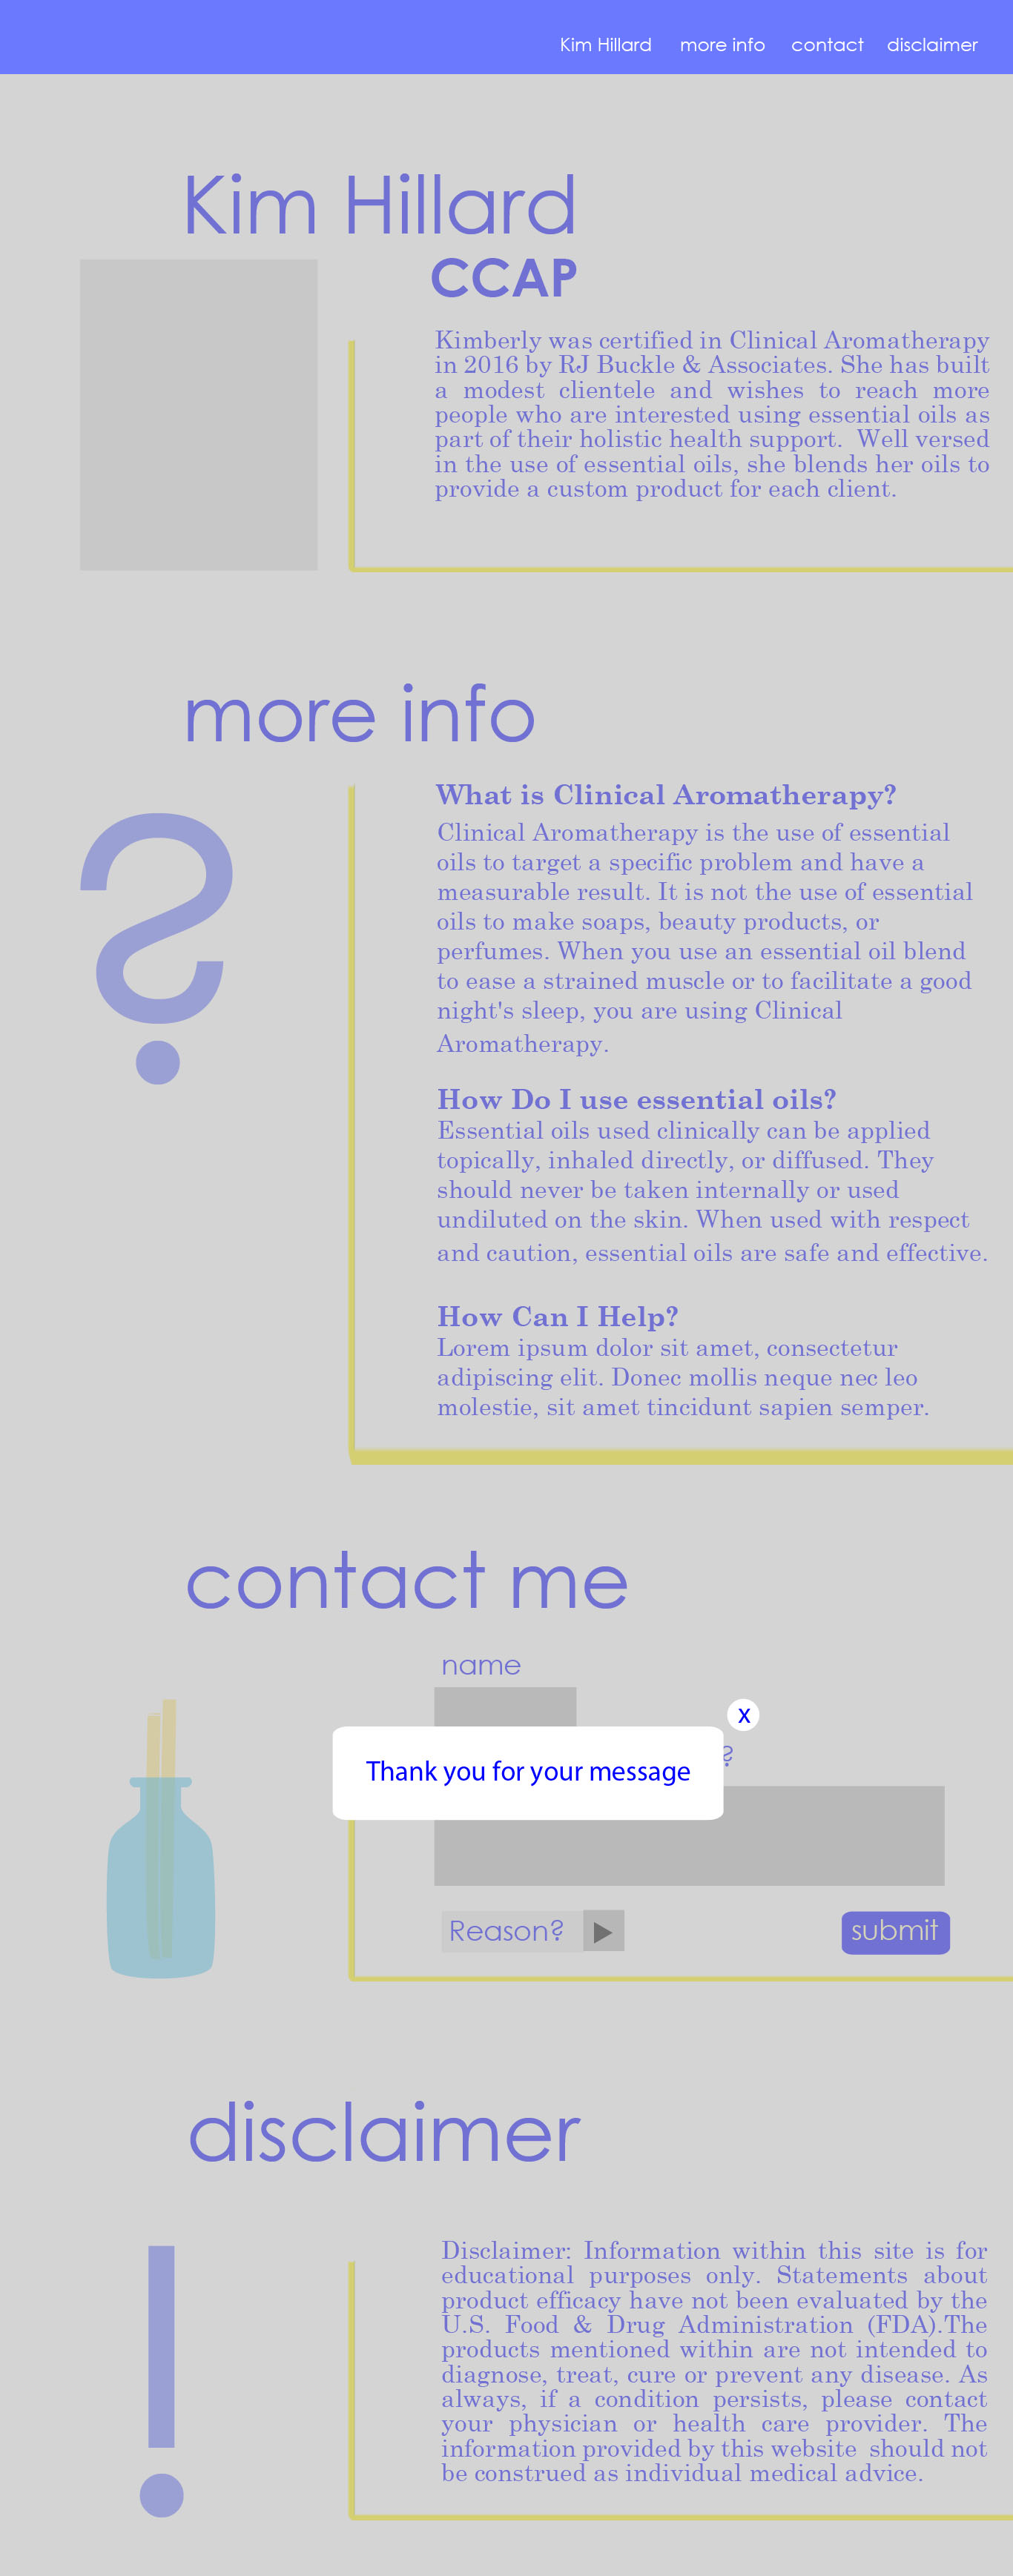 Kim Hillard more info contact disclaimer
Kim Hillard
CCAP
Kimberly was certified in Clinical Aromatherapy
in 2016 by RJ Buckle & Associates. She has built
a modest clientele and wishes to reach more
people who are interested using essential oils as
part of their holistic health support. Well versed
in the use of essential oils, she blends her oils to
provide a custom product for each client.
more info
?
What is Clinical Aromatherapy?
Clinical Aromatherapy is the use of essential
oils to target a specific problem and have a
measurable result. It is not the use of essential
oils to make soaps, beauty products, or
perfumes. When you use an essential oil blend
to ease a strained muscle or to facilitate a good
night's sleep, you are using Clinical
Aromatherapy.
How Do I use essential oils?
Essential oils used clinically can be applied
topically, inhaled directly, or diffused. They
should never be taken internally or used
undiluted on the skin. When used with respect
and caution, essential oils are safe and effective.
How Can I Help?
Lorem ipsum dolor sit amet, consectetur
adipiscing elit. Donec mollis neque nec leo
molestie, sit amet tincidunt sapien semper.
contact me
name
x
?
Thank you for your message
Reason?
submit
disclaimer
!
Disclaimer: Information within this site is for
educational purposes only. Statements about
product efficacy have not been evaluated by the
U.S. Food & Drug Administration (FDA).The
products mentioned within are not intended to
diagnose, treat, cure or prevent any disease. As
always, if a condition persists, please contact
your physician or health care provider. The
information provided by this website should not
be construed as individual medical advice.